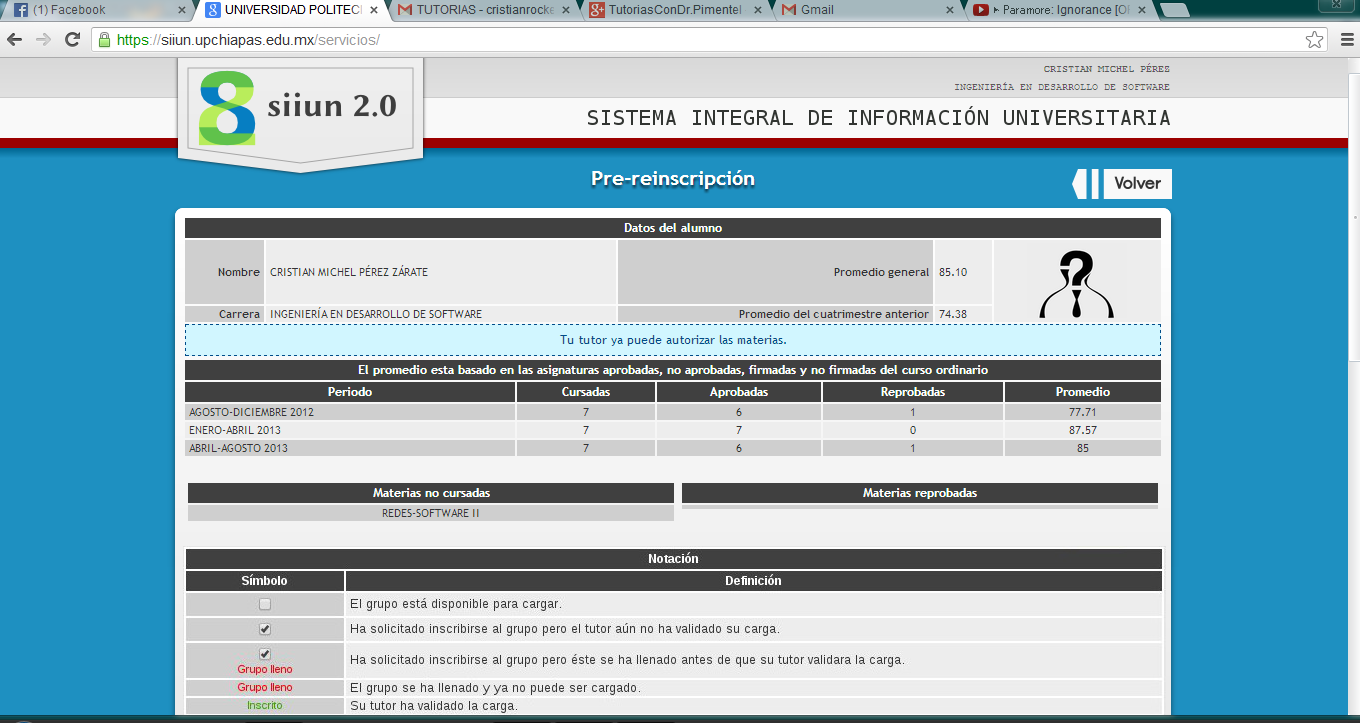 (1) Facebook
UNIVERSIDAD POLITEC
TUTORIAS - cristianrocke
TutoriasConDr.Pimentel
Gmail
Paramore: Ignorance [O
https://siiun.upchiapas.edu.mx/servicios/
CRISTIAN MICHEL PÉREZ
INGENIERÍA EN DESARROLLO DE SOFTWARE
siiun 2.0
SISTEMA INTEGRAL DE INFORMACIÓN UNIVERSITARIA
Pre-reinscripción
Volver
Datos del alumno
Nombre CRISTIAN MICHEL PÉREZ ZÁRATE Promedio general 85.10
Carrera INGENIERÍA EN DESARROLLO DE SOFTWARE Promedio del cuatrimestre anterior 74.38
Tu tutor ya puede autorizar las materias.
El promedio esta basado en las asignaturas aprobadas, no aprobadas, firmadas y no firmadas del curso ordinario
Periodo Cursadas Aprobadas Reprobadas Promedio
AGOSTO-DICIEMBRE 2012 7 6 1 77.71
ENERO-ABRIL 2013 7 7 0 87.57
ABRIL-AGOSTO 2013 7 6 1 85
Materias no cursadas Materias reprobadas
REDES-SOFTWARE II
Notación
Símbolo Definición
El grupo está disponible para cargar.
Ha solicitado inscribirse al grupo pero el tutor aún no ha validado su carga.
Grupo lleno Ha solicitado inscribirse al grupo pero éste se ha llenado antes de que su tutor validara la carga.
Grupo lleno El grupo se ha llenado y ya no puede ser cargado.
Inscrito Su tutor ha validado la carga.